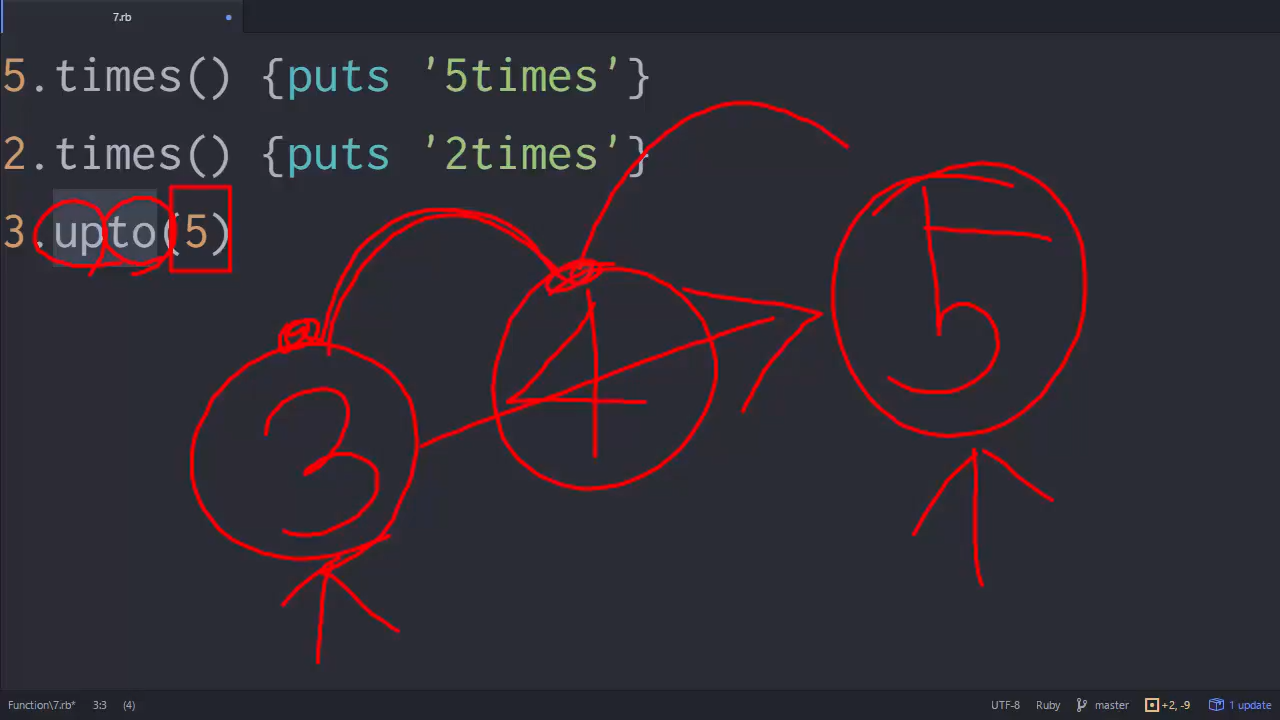 7.rb
5.times() {puts '5times'}
2.times() {puts '2times'}
3.upto(5)
3
4
5
Function\7.rb* 3:3 (4) UTF-8 Ruby master +2, -9 1 update